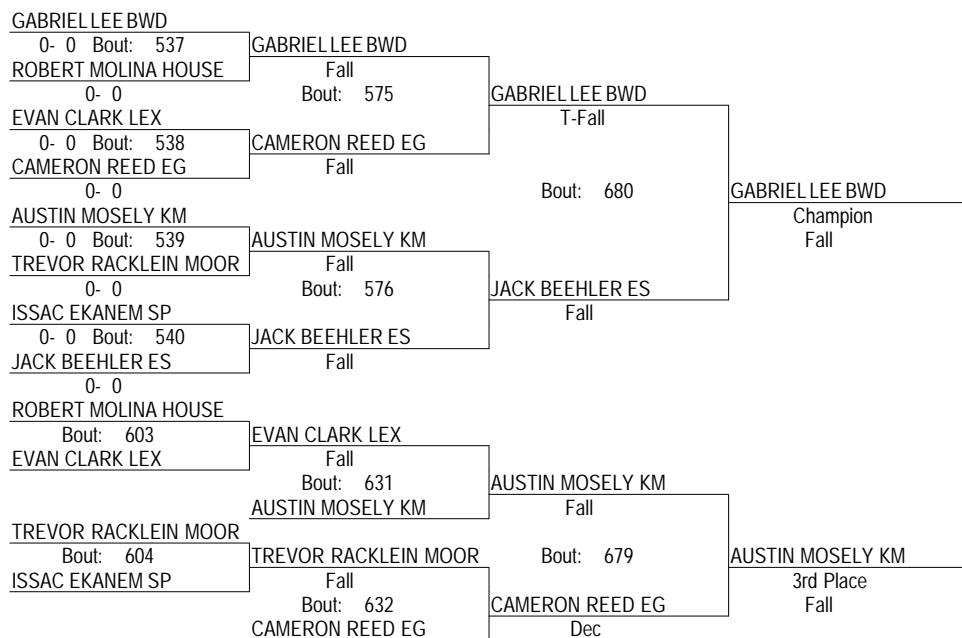 GABRIEL LEE BWD
0- 0 Bout: 537
GABRIEL LEE BWD
ROBERT MOLINA HOUSE
Fall
0- 0
Bout: 575
GABRIEL LEE BWD
EVAN CLARK LEX
T-Fall
0- 0 Bout: 538
CAMERON REED EG
CAMERON REED EG
Fall
0- 0
Bout: 680
GABRIEL LEE BWD
AUSTIN MOSELY KM
Champion
0- 0 Bout: 539
AUSTIN MOSELY KM
Fall
TREVOR RACKLEIN MOOR
Fall
0- 0
Bout: 576
JACK BEEHLER ES
ISSAC EKANEM SP
Fall
0- 0 Bout: 540
JACK BEEHLER ES
JACK BEEHLER ES
Fall
0- 0
ROBERT MOLINA HOUSE
Bout: 603
EVAN CLARK LEX
EVAN CLARK LEX
Fall
Bout: 631
AUSTIN MOSELY KM
AUSTIN MOSELY KM
Fall
TREVOR RACKLEIN MOOR
Bout: 604
TREVOR RACKLEIN MOOR
Bout: 679
AUSTIN MOSELY KM
ISSAC EKANEM SP
Fall
3rd Place
Bout: 632
CAMERON REED EG
Fall
CAMERON REED EG
Dec